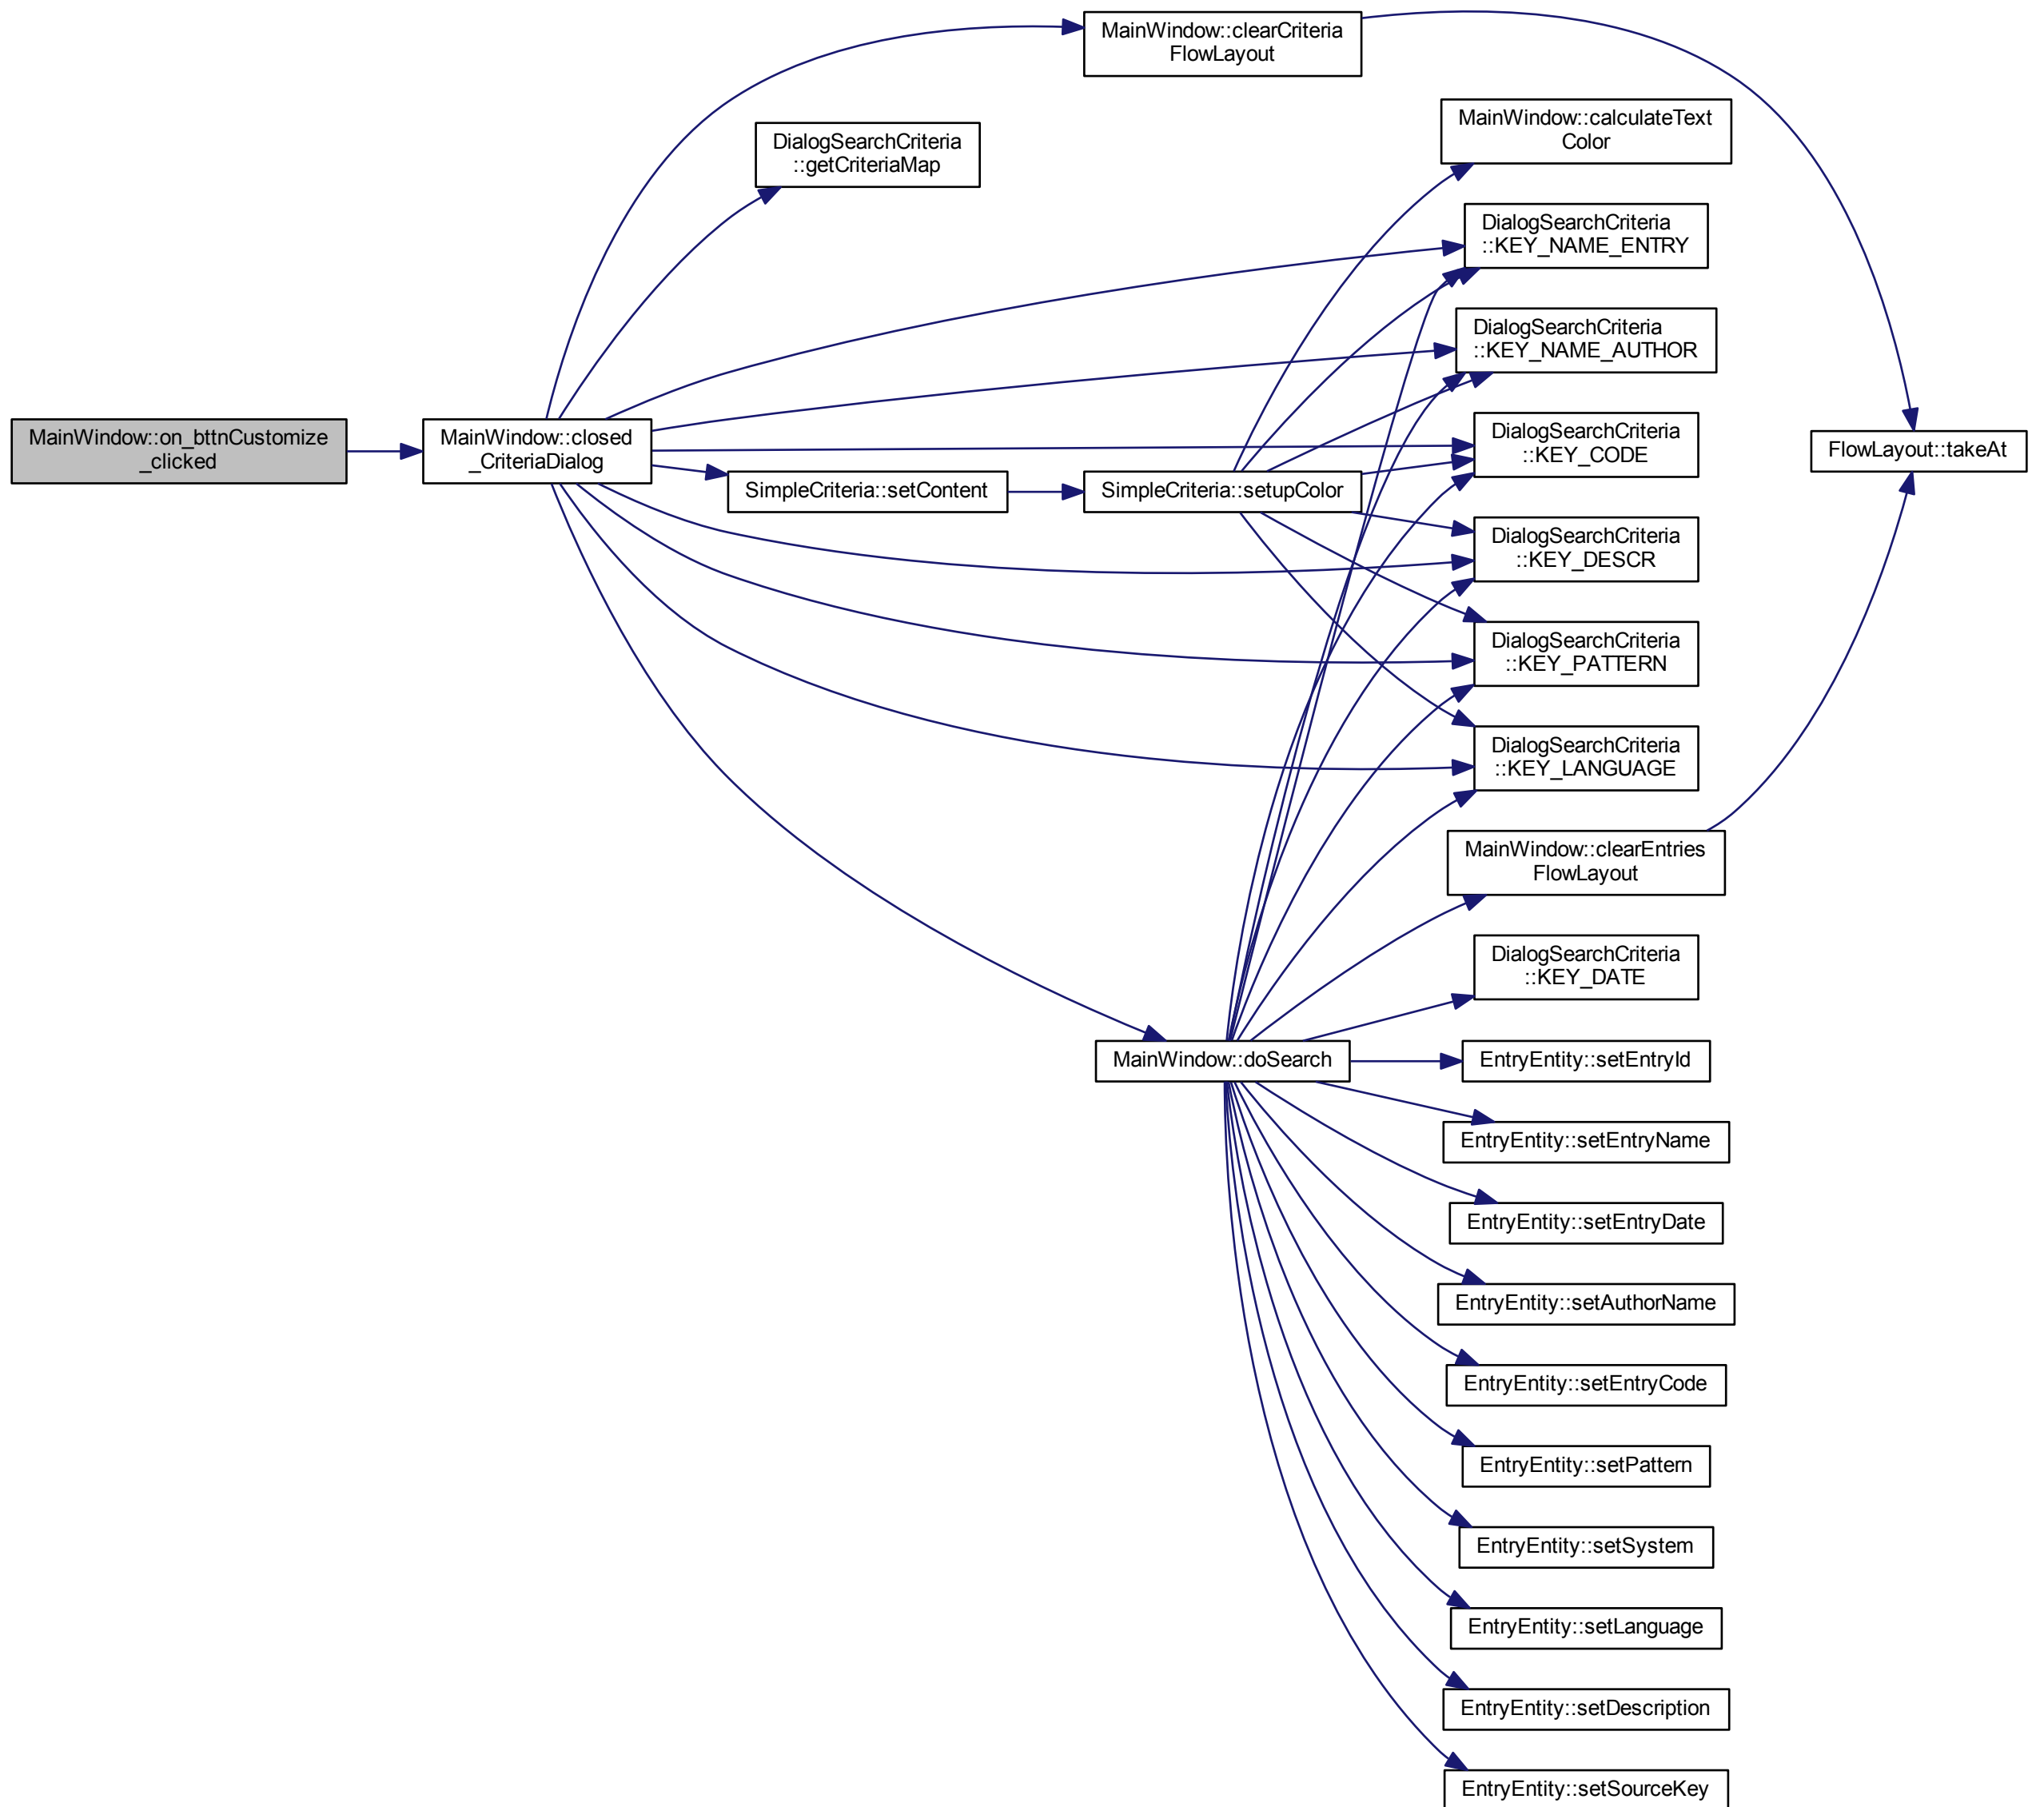 MainWindow::clearCriteria
FlowLayout
MainWindow::calculateText
Color
DialogSearchCriteria
::getCriteriaMap
DialogSearchCriteria
::KEY_NAME_ENTRY
DialogSearchCriteria
::KEY_NAME_AUTHOR
MainWindow::on_bttnCustomize
_clicked
MainWindow::closed
_CriteriaDialog
DialogSearchCriteria
::KEY_CODE
FlowLayout::takeAt
SimpleCriteria::setContent
SimpleCriteria::setupColor
DialogSearchCriteria
::KEY_DESCR
DialogSearchCriteria
::KEY_PATTERN
DialogSearchCriteria
::KEY_LANGUAGE
MainWindow::clearEntries
FlowLayout
DialogSearchCriteria
::KEY_DATE
MainWindow::doSearch
EntryEntity::setEntryId
EntryEntity::setEntryName
EntryEntity::setEntryDate
EntryEntity::setAuthorName
EntryEntity::setEntryCode
EntryEntity::setPattern
EntryEntity::setSystem
EntryEntity::setLanguage
EntryEntity::setDescription
EntryEntity::setSourceKey